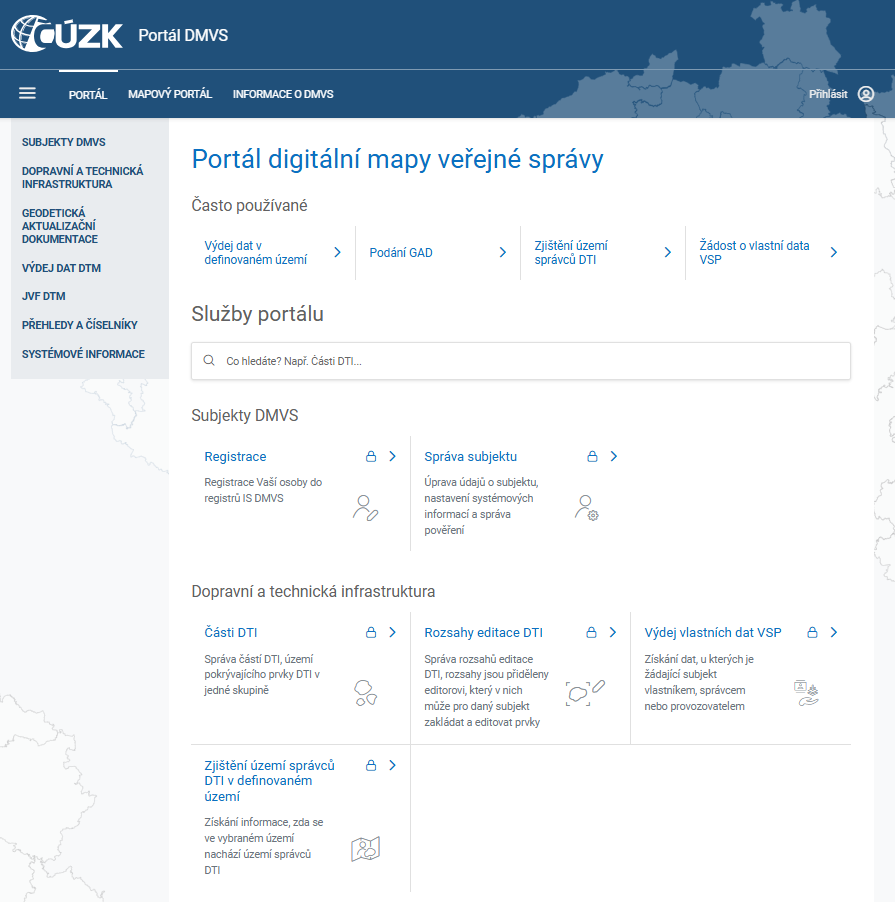 ČÚZK Portál DMVS
PORTÁL MAPOVÝ PORTÁL INFORMACE O DMVS Přihlásit
SUBJEKTY DMVS
DOPRAVNÍ A TECHNICKÁ
INFRASTRUKTURA
GEODETICKÁ
AKTUALIZAČNÍ
DOKUMENTACE
VÝDEJ DAT DTM
JVF DTM
PŘEHLEDY A ČÍSELNÍKY
SYSTÉMOVÉ INFORMACE
Portál digitální mapy veřejné správy
Často používané
Výdej dat v
definovaném území
Podání GAD
Zjištění území
správců DTI
Žádost o vlastní data
VSP
Služby portálu
Co hledáte? Např. Části DTI...
Subjekty DMVS
Registrace
Registrace Vaší osoby do
registrů IS DMVS
Správa subjektu
Úprava údajů o subjektu,
nastavení systémových
informací a správa
pověření
Dopravní a technická infrastruktura
Části DTI
Správa částí DTI, území
pokrývajícího prvky DTI v
jedné skupině
Rozsahy editace DTI
Správa rozsahů editace
DTI, rozsahy jsou přiděleny
editorovi, který v nich
může pro daný subjekt
zakládat a editovat prvky
Výdej vlastních dat VSP
Získání dat, u kterých je
žádající subjekt
vlastníkem, správcem
nebo provozovatelem
Zjištění území správců
DTI v definovaném
území
Získání informace, zda se
ve vybraném území
nachází území správců
DTI